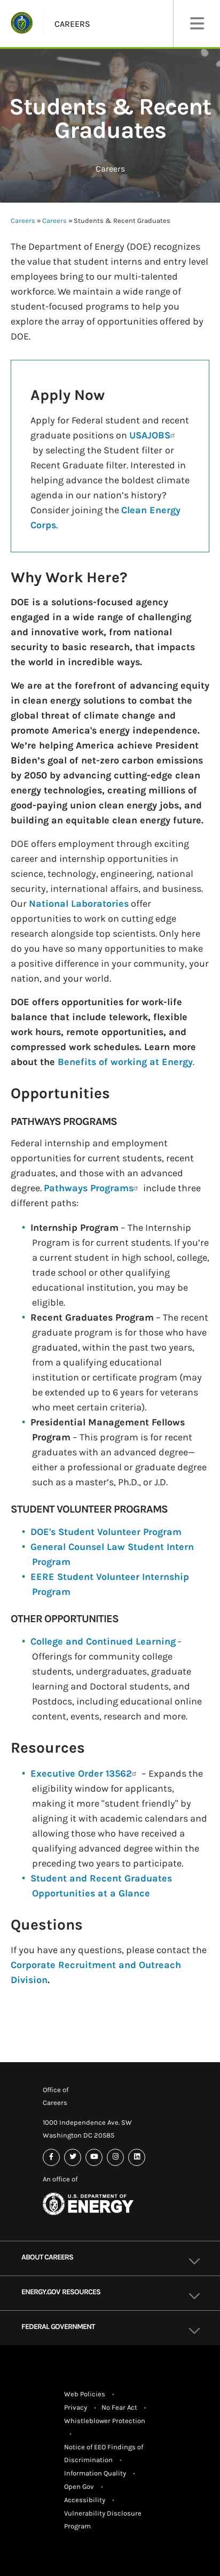 CAREERS
Students & Recent
Graduates
Careers
Careers » Careers » Students & Recent Graduates
The Department of Energy (DOE) recognizes
the value that student interns and entry level
employees bring to our multi-talented
workforce. We maintain a wide range of
student-focused programs to help you
explore the array of opportunities offered by
DOE.
Apply Now
Apply for Federal student and recent
graduate positions on USAJOBS
by selecting the Student filter or
Recent Graduate filter. Interested in
helping advance the boldest climate
agenda in our nation's history?
Consider joining the Clean Energy
Corps.
Why Work Here?
DOE is a solutions-focused agency
engaged in a wide range of challenging
and innovative work, from national
security to basic research, that impacts
the world in incredible ways.
We are at the forefront of advancing equity
in clean energy solutions to combat the
global threat of climate change and
promote America's energy independence.
We're helping America achieve President
Biden's goal of net-zero carbon emissions
by 2050 by advancing cutting-edge clean
energy technologies, creating millions of
good-paying union clean energy jobs, and
building an equitable clean energy future.
DOE offers employment through exciting
career and internship opportunities in
science, technology, engineering, national
security, international affairs, and business.
Our National Laboratories offer
opportunities to work on cutting edge
research alongside top scientists. Only here
do you have so many opportunities to make
a positive difference in your community, your
nation, and your world.
DOE offers opportunities for work-life
balance that include telework, flexible
work hours, remote opportunities, and
compressed work schedules. Learn more
about the Benefits of working at Energy.
Opportunities
PATHWAYS PROGRAMS
Federal internship and employment
opportunities for current students, recent
graduates, and those with an advanced
degree. Pathways Programs include three
different paths:
• Internship Program – The Internship
Program is for current students. If you're
a current student in high school, college,
trade school or other qualifying
educational institution, you may be
eligible.
• Recent Graduates Program – The recent
graduate program is for those who have
graduated, within the past two years,
from a qualifying educational
institution or certificate program (may
be extended to up to 6 years for veterans
who meet certain criteria).
• Presidential Management Fellows
Program – This program is for recent
graduates with an advanced degree—
either a professional or graduate degree
such as a master's, Ph.D., or J.D.
STUDENT VOLUNTEER PROGRAMS
• DOE's Student Volunteer Program
• General Counsel Law Student Intern
Program
• EERE Student Volunteer Internship
Program
OTHER OPPORTUNITIES
• College and Continued Learning -
Offerings for community college
students, undergraduates, graduate
learning and Doctoral students, and
Postdocs, including educational online
content, events, research and more.
Resources
• Executive Order 13562 – Expands the
eligibility window for applicants,
making it more "student friendly" by
aligning it with academic calendars and
allowing those who have received a
qualifying advanced degree within the
preceding two years to participate.
• Student and Recent Graduates
Opportunities at a Glance
Questions
If you have any questions, please contact the
Corporate Recruitment and Outreach
Division.
Office of
Careers
1000 Independence Ave. SW
Washington DC 20585
An office of
U.S. DEPARTMENT OF
ENERGY
ABOUT CAREERS
ENERGY.GOV RESOURCES
FEDERAL GOVERNMENT
Web Policies •
Privacy • No Fear Act •
Whistleblower Protection
•
Notice of EEO Findings of
Discrimination •
Information Quality •
Open Gov •
Accessibility •
Vulnerability Disclosure
Program